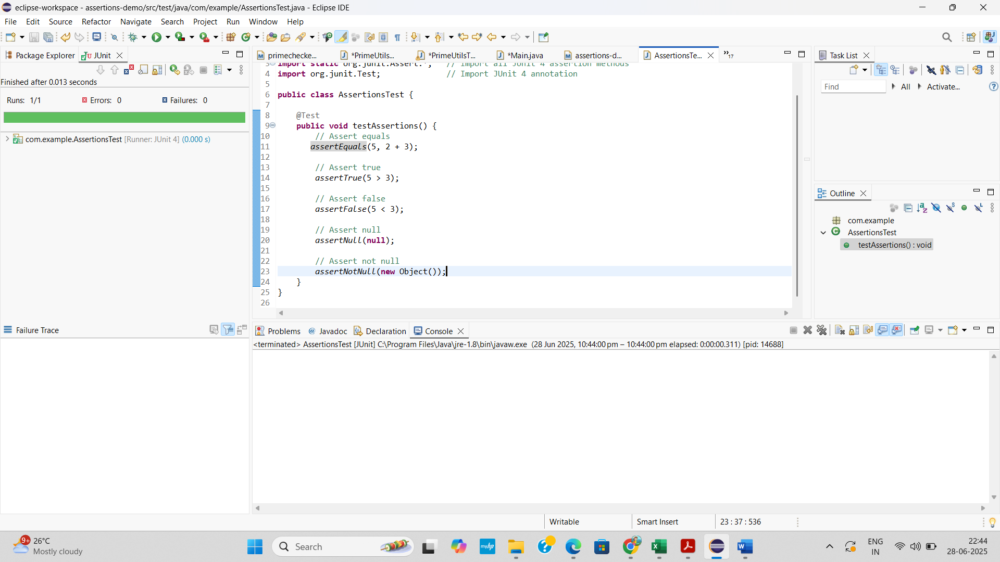 eclipse-workspace - assertions-demo/src/test/java/com/example/AssertionsTest.java - Eclipse IDE
File Edit Source Refactor Navigate Search Project Run Window Help
Package Explorer JUnit
Finished after 0.013 seconds
Runs: 1/1 Errors: 0 Failures: 0
com.example.AssertionsTest [Runner: JUnit 4] (0.000 s)
Failure Trace
primechecke... *PrimeUtils... *PrimeUtilsT... *Main.java assertions-d... AssertionsTe... »17
3 import static org.junit.Assert.*; // Import all JUnit 4 assertion methods
4 import org.junit.Test; // Import JUnit 4 annotation
5
6 public class AssertionsTest {
7
8 @Test
9 public void testAssertions() {
10 // Assert equals
11 assertEquals(5, 2 + 3);
12
13 // Assert true
14 assertTrue(5 > 3);
15
16 // Assert false
17 assertFalse(5 < 3);
18
19 // Assert null
20 assertNull(null);
21
22 // Assert not null
23 assertNotNull(new Object());
24 }
25 }
26
Task List
Find All Activate...
Outline
com.example
AssertionsTest
testAssertions() : void
Problems Javadoc Declaration Console
<terminated> AssertionsTest [JUnit] C:\Program Files\Java\jre-1.8\bin\javaw.exe (28 Jun 2025, 10:44:00 pm – 10:44:00 pm elapsed: 0:00:00.311) [pid: 14688]
Writable Smart Insert 23 : 37 : 536
9+ 26°C
Mostly cloudy
Search
myhp
ENG
IN
22:44
28-06-2025